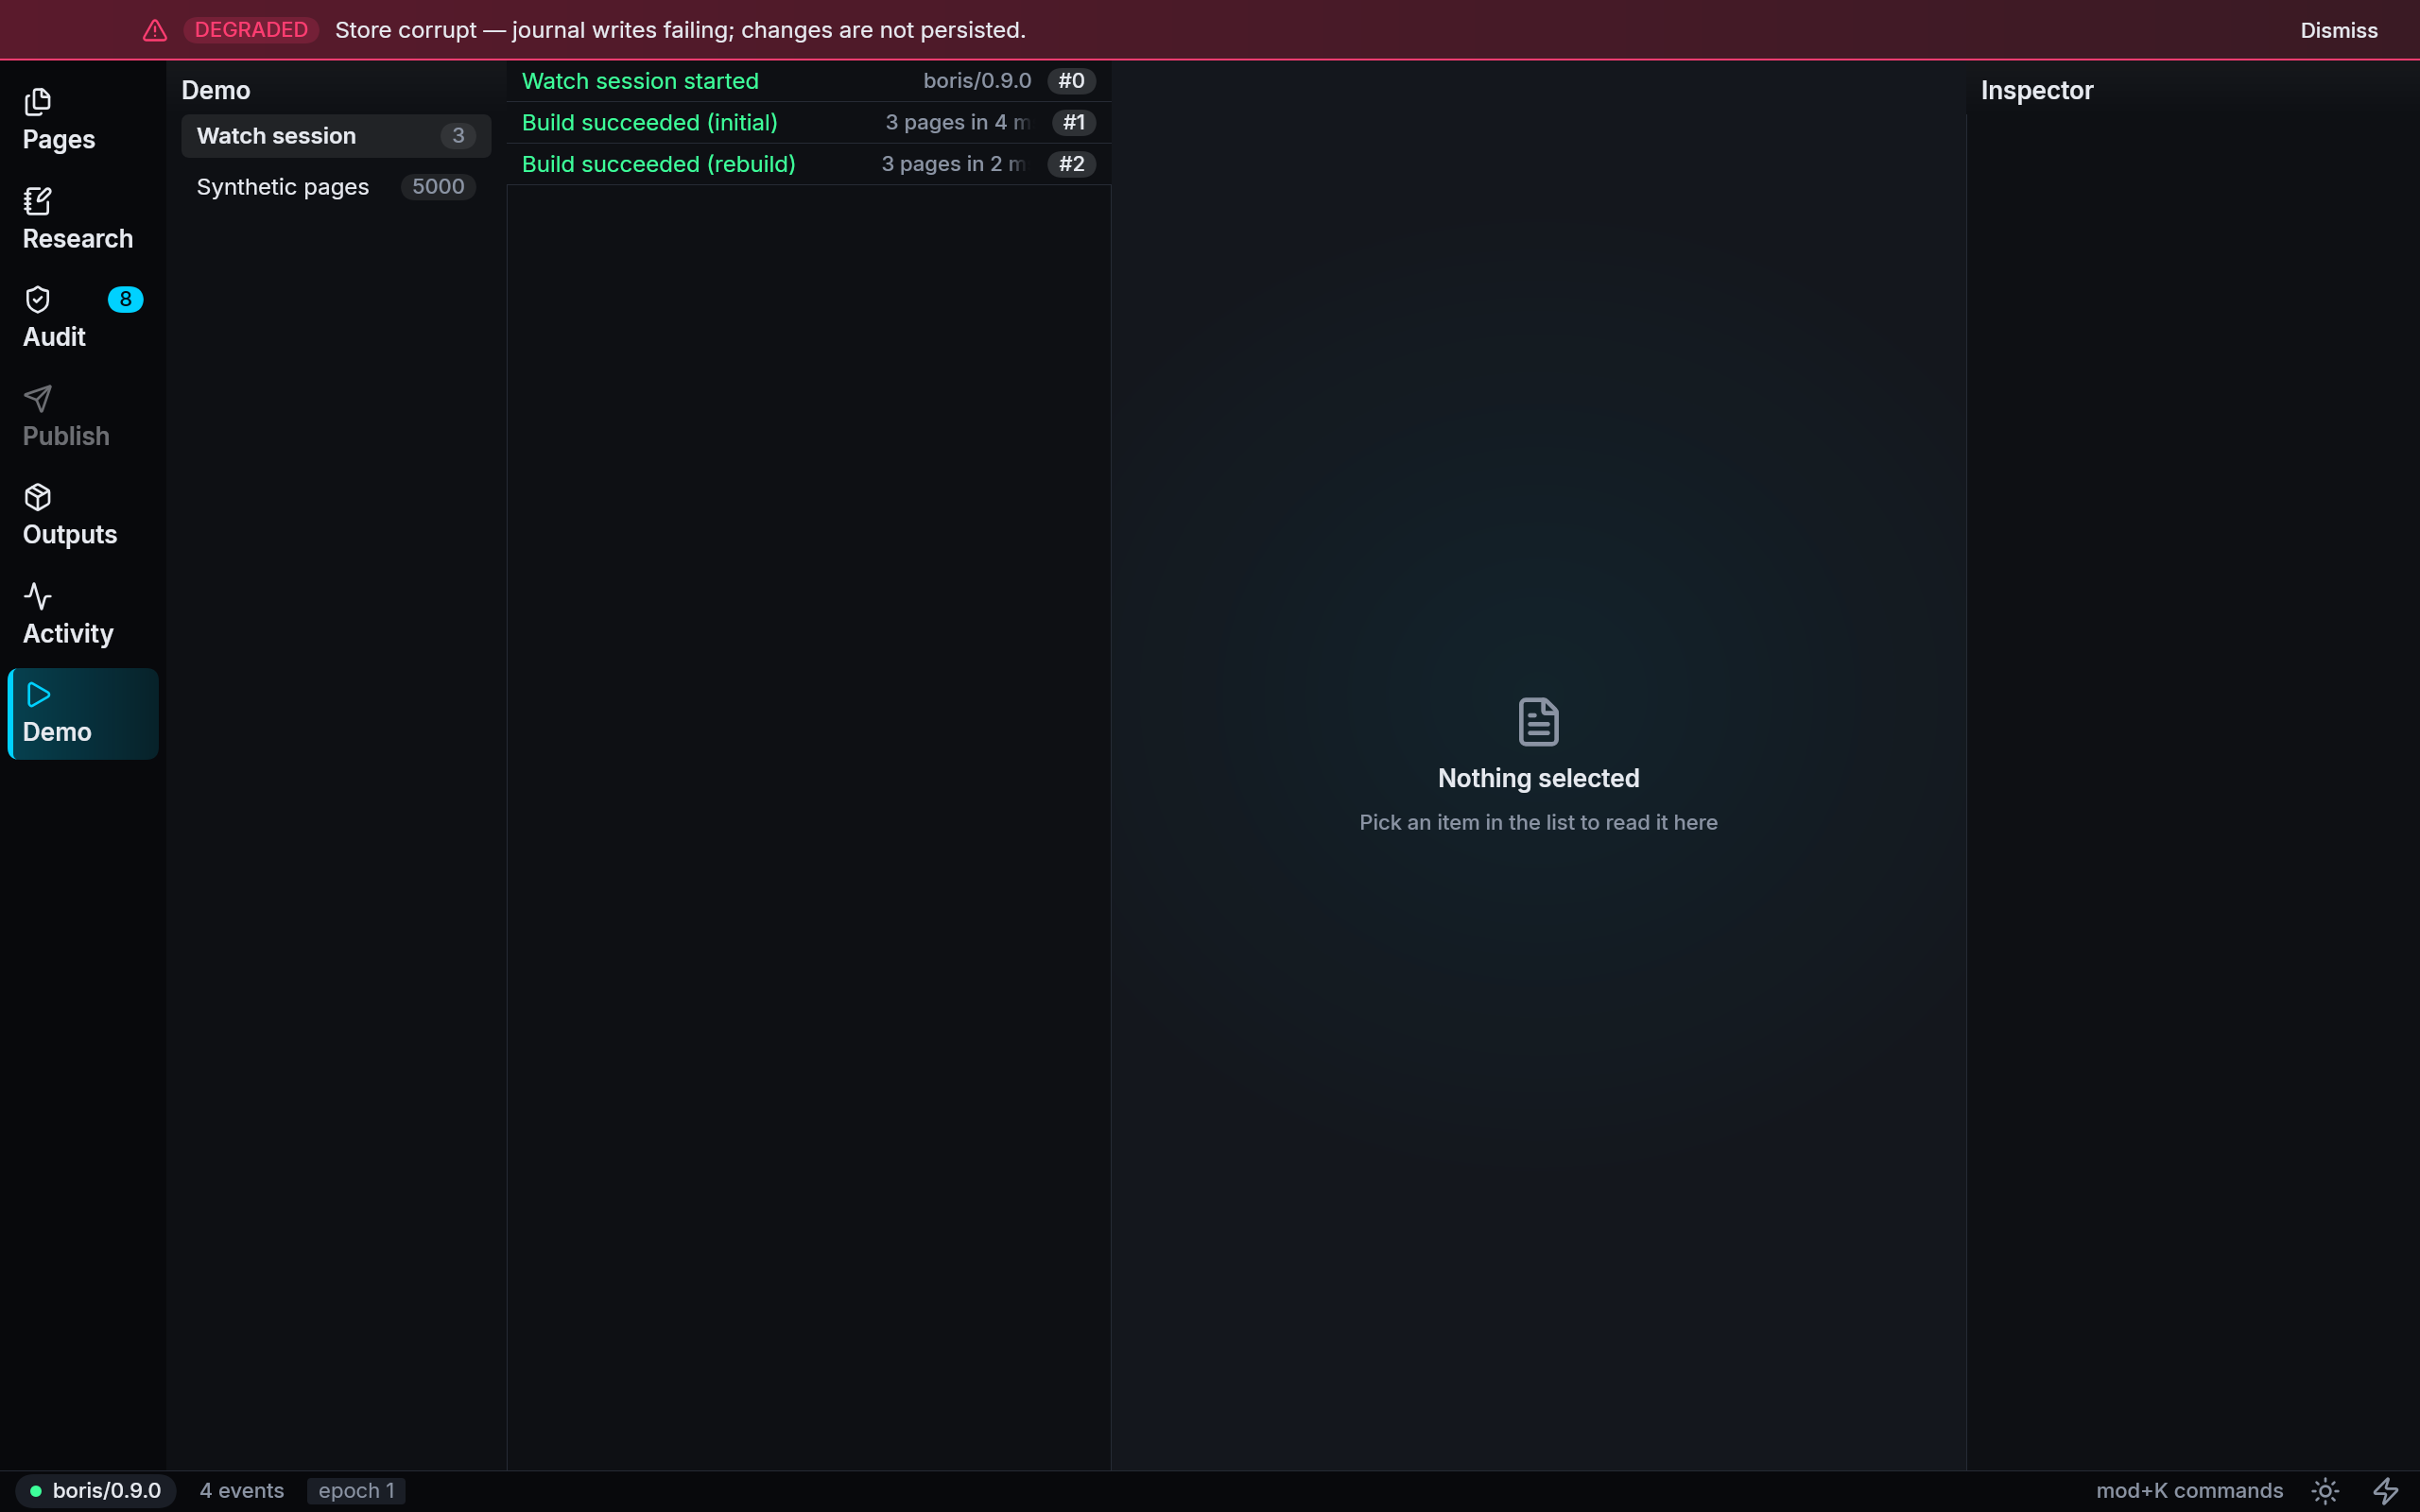 DEGRADED Store corrupt — journal writes failing; changes are not persisted. Dismiss
Pages
Research
8
Audit
Publish
Outputs
Activity
Demo
Demo
Watch session 3
Synthetic pages 5000
Watch session started boris/0.9.0 #0
Build succeeded (initial) 3 pages in 4 m #1
Build succeeded (rebuild) 3 pages in 2 m #2
Nothing selected
Pick an item in the list to read it here
Inspector
boris/0.9.0 4 events epoch 1 mod+K commands